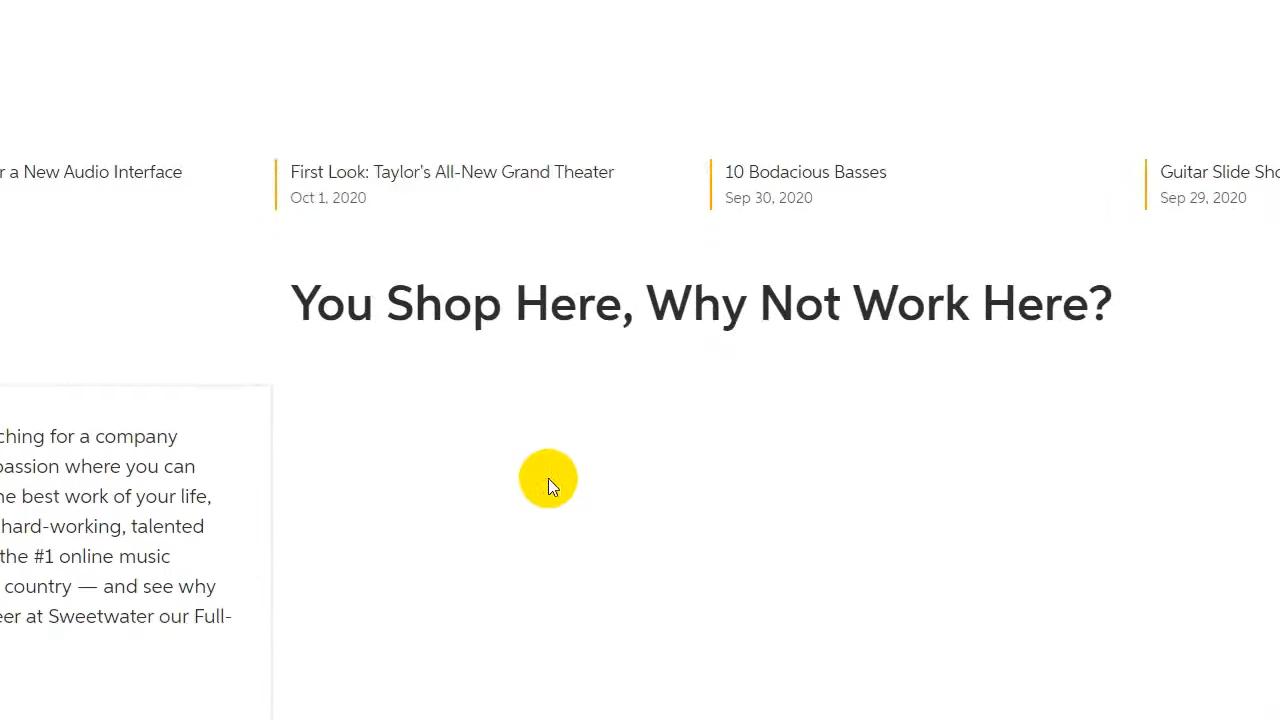 r a New Audio Interface
First Look: Taylor's All-New Grand Theater
Oct 1, 2020
10 Bodacious Basses
Sep 30, 2020
Guitar Slide Sho
Sep 29, 2020
You Shop Here, Why Not Work Here?
ching for a company
passion where you can
he best work of your life,
hard-working, talented
the #1 online music
country — and see why
eer at Sweetwater our Full-